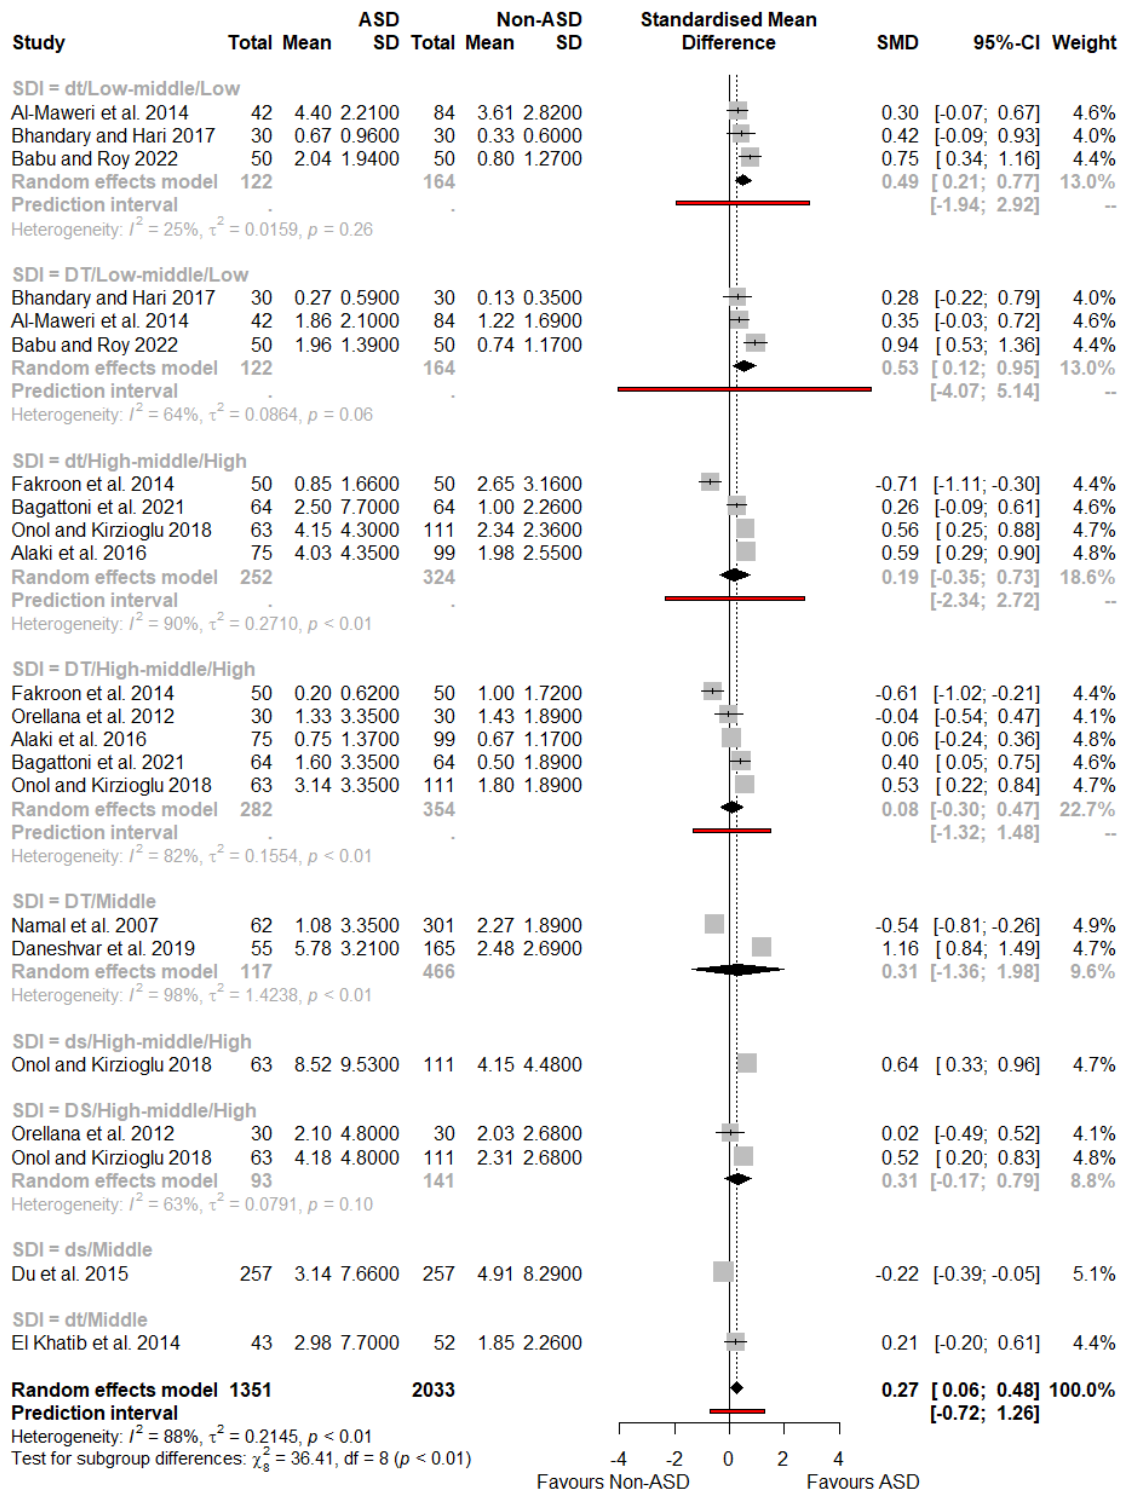 ASD Non-ASD Standardised Mean
Study Total Mean SD Total Mean SD Difference SMD 95%-CI Weight
SDI = dt/Low-middle/Low
Al-Maweri et al. 2014 42 4.40 2.2100 84 3.61 2.8200 0.30 [-0.07; 0.67] 4.6%
Bhandary and Hari 2017 30 0.67 0.9600 30 0.33 0.6000 0.42 [-0.09; 0.93] 4.0%
Babu and Roy 2022 50 2.04 1.9400 50 0.80 1.2700 0.75 [ 0.34; 1.16] 4.4%
Random effects model 122 164 0.49 [ 0.21; 0.77] 13.0%
Prediction interval . . [-1.94; 2.92] --
Heterogeneity: I² = 25%, τ² = 0.0159, p = 0.26
SDI = DT/Low-middle/Low
Bhandary and Hari 2017 30 0.27 0.5900 30 0.13 0.3500 0.28 [-0.22; 0.79] 4.0%
Al-Maweri et al. 2014 42 1.86 2.1000 84 1.22 1.6900 0.35 [-0.03; 0.72] 4.6%
Babu and Roy 2022 50 1.96 1.3900 50 0.74 1.1700 0.94 [ 0.53; 1.36] 4.4%
Random effects model 122 164 0.53 [ 0.12; 0.95] 13.0%
Prediction interval . . [-4.07; 5.14] --
Heterogeneity: I² = 64%, τ² = 0.0864, p = 0.06
SDI = dt/High-middle/High
Fakroon et al. 2014 50 0.85 1.6600 50 2.65 3.1600 -0.71 [-1.11; -0.30] 4.4%
Bagattoni et al. 2021 64 2.50 7.7000 64 1.00 2.2600 0.26 [-0.09; 0.61] 4.6%
Onol and Kirzioglu 2018 63 4.15 4.3000 111 2.34 2.3600 0.56 [ 0.25; 0.88] 4.7%
Alaki et al. 2016 75 4.03 4.3500 99 1.98 2.5500 0.59 [ 0.29; 0.90] 4.8%
Random effects model 252 324 0.19 [-0.35; 0.73] 18.6%
Prediction interval . . [-2.34; 2.72] --
Heterogeneity: I² = 90%, τ² = 0.2710, p < 0.01
SDI = DT/High-middle/High
Fakroon et al. 2014 50 0.20 0.6200 50 1.00 1.7200 -0.61 [-1.02; -0.21] 4.4%
Orellana et al. 2012 30 1.33 3.3500 30 1.43 1.8900 -0.04 [-0.54; 0.47] 4.1%
Alaki et al. 2016 75 0.75 1.3700 99 0.67 1.1700 0.06 [-0.24; 0.36] 4.8%
Bagattoni et al. 2021 64 1.60 3.3500 64 0.50 1.8900 0.40 [ 0.05; 0.75] 4.6%
Onol and Kirzioglu 2018 63 3.14 3.3500 111 1.80 1.8900 0.53 [ 0.22; 0.84] 4.7%
Random effects model 282 354 0.08 [-0.30; 0.47] 22.7%
Prediction interval . . [-1.32; 1.48] --
Heterogeneity: I² = 82%, τ² = 0.1554, p < 0.01
SDI = DT/Middle
Namal et al. 2007 62 1.08 3.3500 301 2.27 1.8900 -0.54 [-0.81; -0.26] 4.9%
Daneshvar et al. 2019 55 5.78 3.2100 165 2.48 2.6900 1.16 [ 0.84; 1.49] 4.7%
Random effects model 117 466 0.31 [-1.36; 1.98] 9.6%
Heterogeneity: I² = 98%, τ² = 1.4238, p < 0.01
SDI = ds/High-middle/High
Onol and Kirzioglu 2018 63 8.52 9.5300 111 4.15 4.4800 0.64 [ 0.33; 0.96] 4.7%
SDI = DS/High-middle/High
Orellana et al. 2012 30 2.10 4.8000 30 2.03 2.6800 0.02 [-0.49; 0.52] 4.1%
Onol and Kirzioglu 2018 63 4.18 4.8000 111 2.31 2.6800 0.52 [ 0.20; 0.83] 4.8%
Random effects model 93 141 0.31 [-0.17; 0.79] 8.8%
Heterogeneity: I² = 63%, τ² = 0.0791, p = 0.10
SDI = ds/Middle
Du et al. 2015 257 3.14 7.6600 257 4.91 8.2900 -0.22 [-0.39; -0.05] 5.1%
SDI = dt/Middle
El Khatib et al. 2014 43 2.98 7.7000 52 1.85 2.2600 0.21 [-0.20; 0.61] 4.4%
Random effects model 1351 2033 0.27 [ 0.06; 0.48] 100.0%
Prediction interval [-0.72; 1.26]
Heterogeneity: I² = 88%, τ² = 0.2145, p < 0.01
Test for subgroup differences: χ²₈ = 36.41, df = 8 (p < 0.01)
-4 -2 0 2 4
Favours Non-ASD Favours ASD